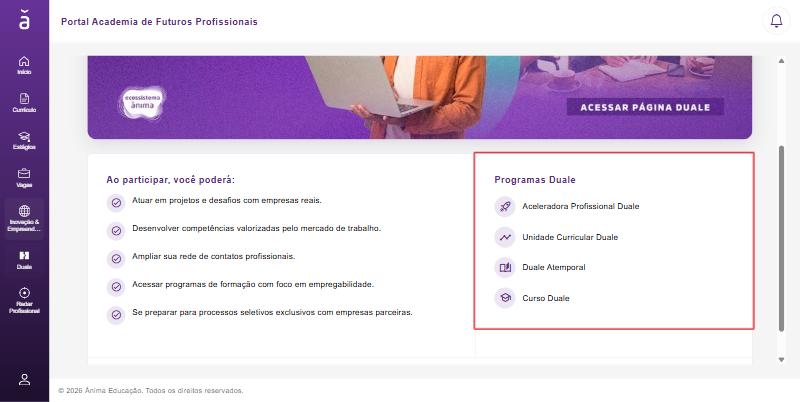 ă
Portal Academia de Futuros Profissionais
Início
Currículo
Estágios
Vagas
Inovação &
Empreend...
Duale
Radar
Profissional
ecossistema
ânima
ACESSAR PÁGINA DUALE
Ao participar, você poderá:
Atuar em projetos e desafios com empresas reais.
Desenvolver competências valorizadas pelo mercado de trabalho.
Ampliar sua rede de contatos profissionais.
Acessar programas de formação com foco em empregabilidade.
Se preparar para processos seletivos exclusivos com empresas parceiras.
Programas Duale
Aceleradora Profissional Duale
Unidade Curricular Duale
Duale Atemporal
Curso Duale
© 2026 Ânima Educação. Todos os direitos reservados.